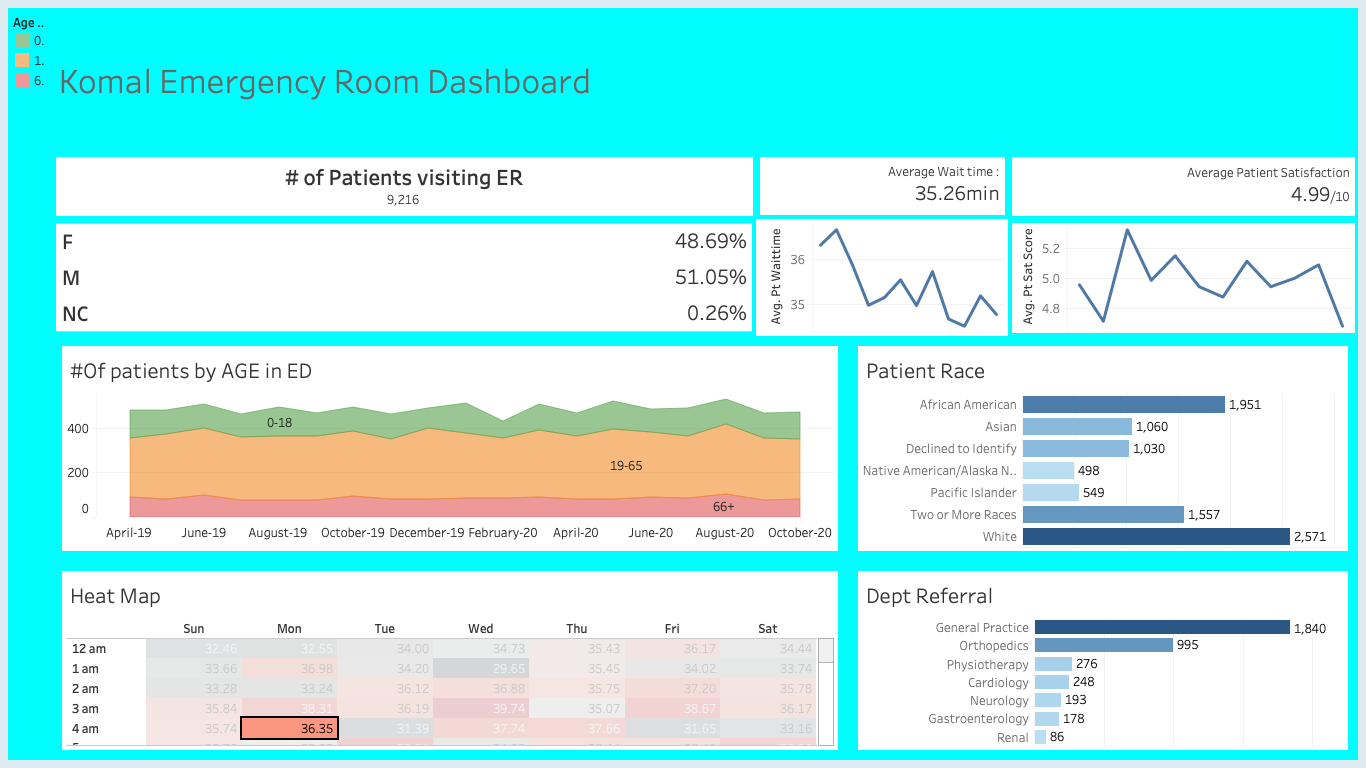 Age ..
0.
1.
6.
Komal Emergency Room Dashboard
# of Patients visiting ER
9,216
Average Wait time :
35.26min
Average Patient Satisfaction
4.99/10
F 48.69%
M 51.05%
NC 0.26%
Avg. Pt Waittime
36
35
Avg. Pt Sat Score
5.2
5.0
4.8
#Of patients by AGE in ED
400
200
0
0-18
19-65
66+
April-19 June-19 August-19 October-19 December-19 February-20 April-20 June-20 August-20 October-20
Patient Race
African American 1,951
Asian 1,060
Declined to Identify 1,030
Native American/Alaska N.. 498
Pacific Islander 549
Two or More Races 1,557
White 2,571
Heat Map
Sun Mon Tue Wed Thu Fri Sat
12 am 32.46 32.55 34.00 34.73 35.43 36.17 34.44
1 am 33.66 36.98 34.20 29.65 35.45 34.02 33.74
2 am 33.28 33.24 36.12 36.88 35.75 37.20 35.78
3 am 35.84 38.31 36.19 39.74 35.07 38.67 36.17
4 am 35.74 36.35 31.39 37.74 37.66 31.65 33.16
Dept Referral
General Practice 1,840
Orthopedics 995
Physiotherapy 276
Cardiology 248
Neurology 193
Gastroenterology 178
Renal 86